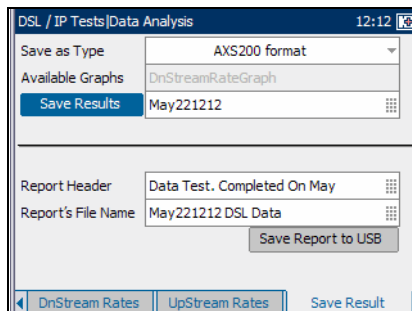 DSL / IP Tests|Data Analysis 12:12
Save as Type AXS200 format
Available Graphs DnStreamRateGraph
Save Results May221212
Report Header Data Test. Completed On May
Report's File Name May221212 DSL Data
Save Report to USB
DnStream Rates UpStream Rates Save Result